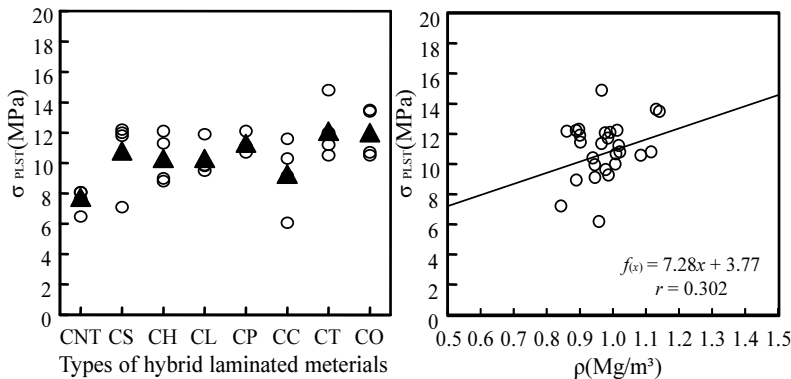 σ PLST(MPa)
20
18
16
14
12
10
8
6
4
2
0
CNT CS CH CL CP CC CT CO
Types of hybrid laminated meterials
σ PLST(MPa)
20
18
16
14
12
10
8
6
4
2
0
f(x) = 7.28x + 3.77
r = 0.302
0.5 0.6 0.7 0.8 0.9 1.0 1.1 1.2 1.3 1.4 1.5
ρ(Mg/m³)